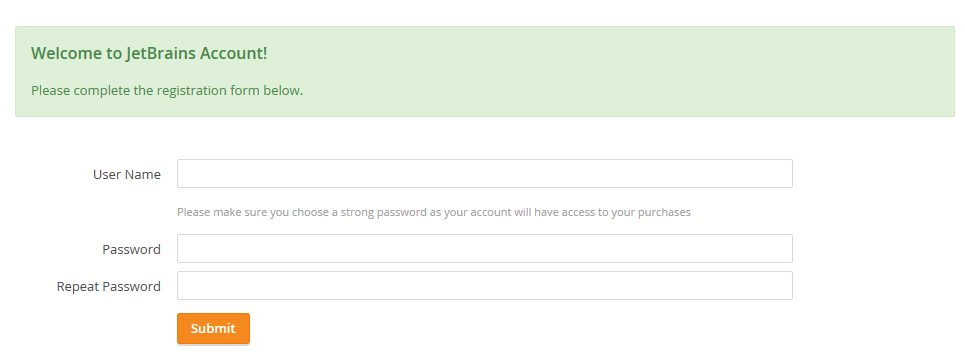 Welcome to JetBrains Account!
Please complete the registration form below.
User Name
Please make sure you choose a strong password as your account will have access to your purchases
Password
Repeat Password
Submit